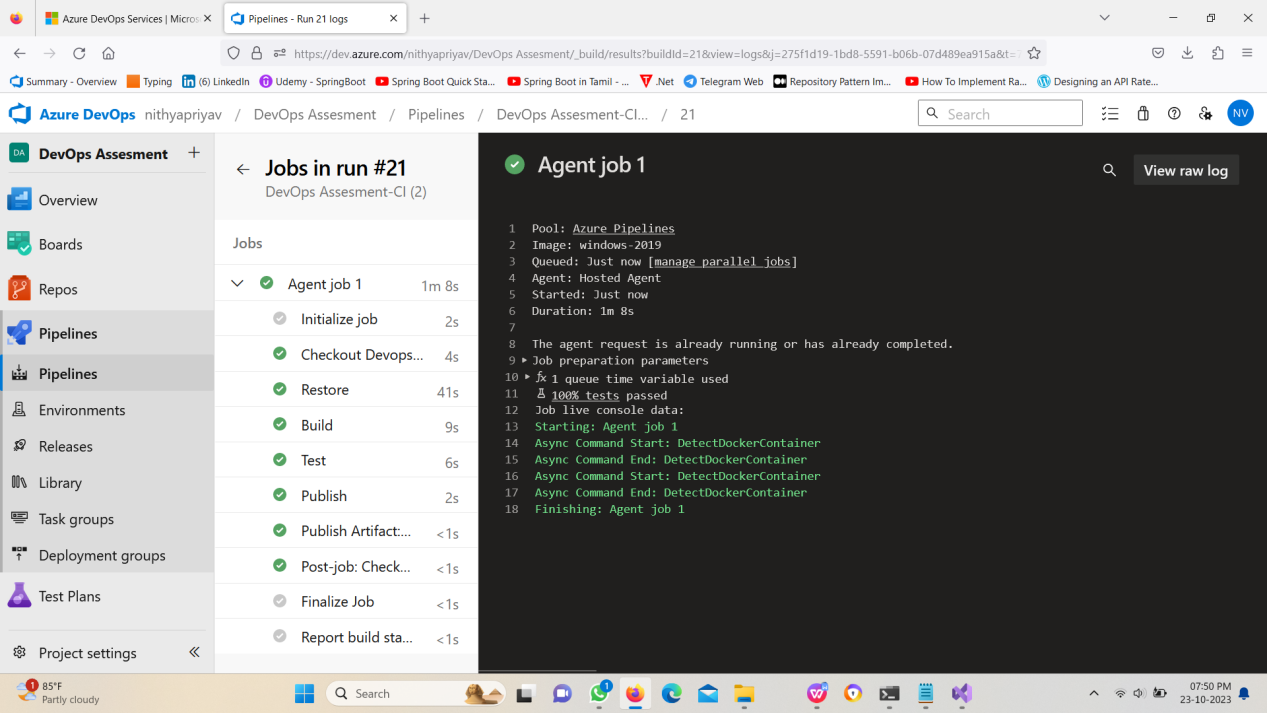 Azure DevOps Services | Micros
Pipelines - Run 21 logs
https://dev.azure.com/nithyapriyav/DevOps Assesment/_build/results?buildId=21&view=logs&j=275f1d19-1bd8-5591-b06b-07d489ea915a&t=
Summary - Overview
Typing
(6) LinkedIn
Udemy - SpringBoot
Spring Boot Quick Sta...
Spring Boot in Tamil - ...
.Net
Telegram Web
Repository Pattern Im...
How To Implement Ra...
Designing an API Rate...
Azure DevOps
nithyapriyav / DevOps Assesment / Pipelines / DevOps Assesment-CI... / 21
Search
NV
DA DevOps Assesment +
Overview
Boards
Repos
Pipelines
Pipelines
Environments
Releases
Library
Task groups
Deployment groups
Test Plans
Project settings
Jobs in run #21
DevOps Assesment-CI (2)
Jobs
Agent job 1 1m 8s
Initialize job 2s
Checkout Devops... 4s
Restore 41s
Build 9s
Test 6s
Publish 2s
Publish Artifact:... <1s
Post-job: Check... <1s
Finalize Job <1s
Report build sta... <1s
Agent job 1
View raw log
1 Pool: Azure Pipelines
2 Image: windows-2019
3 Queued: Just now [manage parallel jobs]
4 Agent: Hosted Agent
5 Started: Just now
6 Duration: 1m 8s
7
8 The agent request is already running or has already completed.
9 Job preparation parameters
10 fx 1 queue time variable used
11 100% tests passed
12 Job live console data:
13 Starting: Agent job 1
14 Async Command Start: DetectDockerContainer
15 Async Command End: DetectDockerContainer
16 Async Command Start: DetectDockerContainer
17 Async Command End: DetectDockerContainer
18 Finishing: Agent job 1
1
85°F
Partly cloudy
Search
1
07:50 PM
23-10-2023